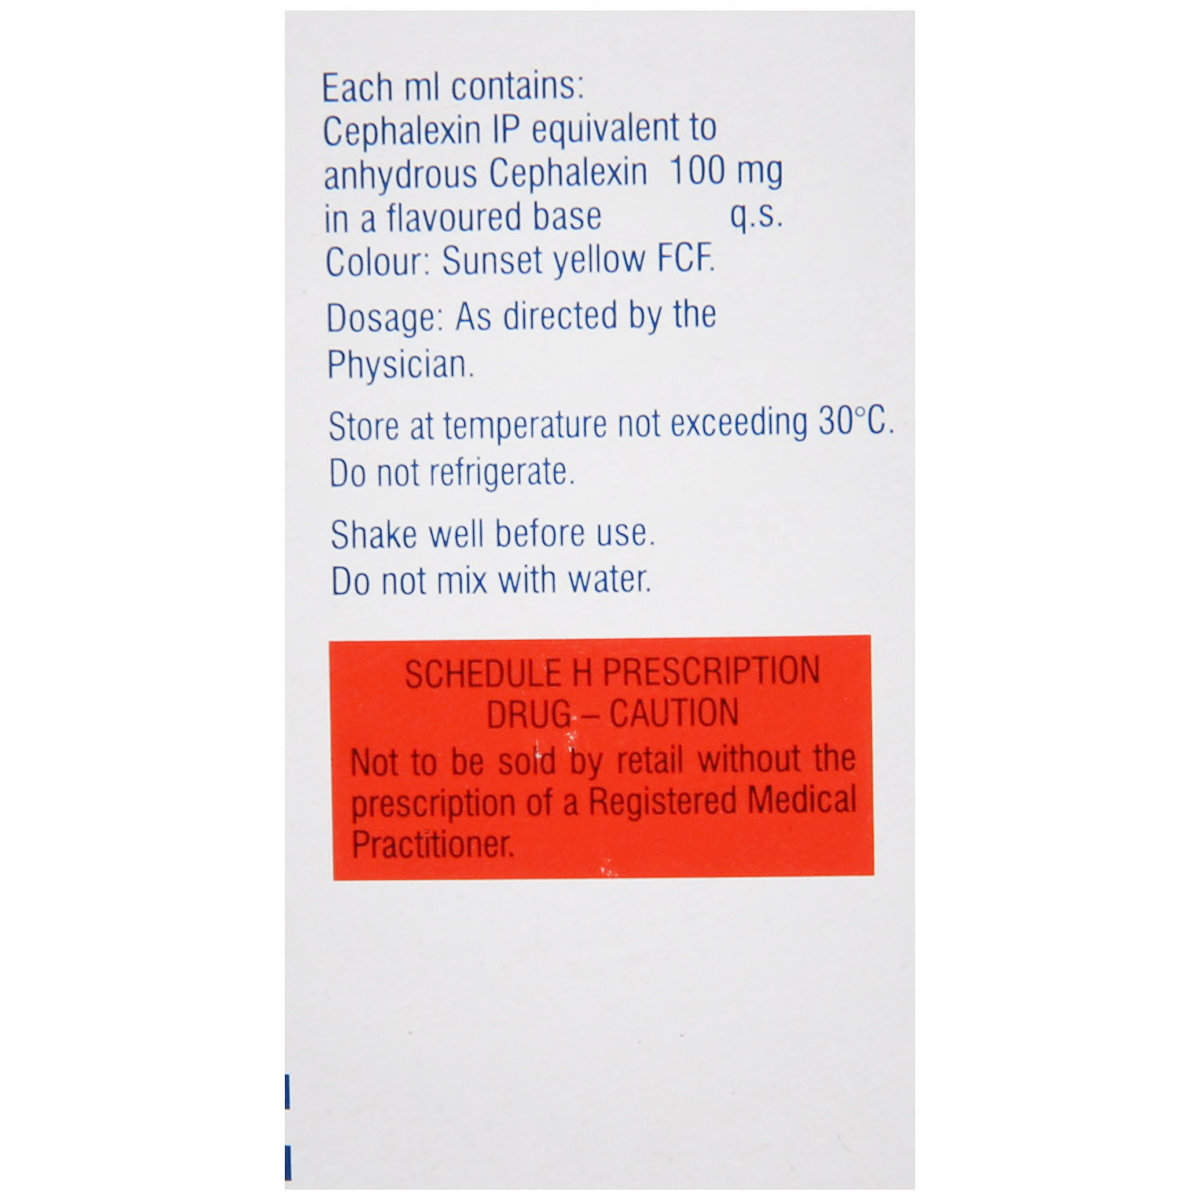 Each ml contains:
Cephalexin IP equivalent to
anhydrous Cephalexin 100 mg
in a flavoured base q.s.
Colour: Sunset yellow FCF.
Dosage: As directed by the
Physician.
Store at temperature not exceeding 30°C.
Do not refrigerate.
Shake well before use.
Do not mix with water.
SCHEDULE H PRESCRIPTION
DRUG – CAUTION
Not to be sold by retail without the
prescription of a Registered Medical
Practitioner.